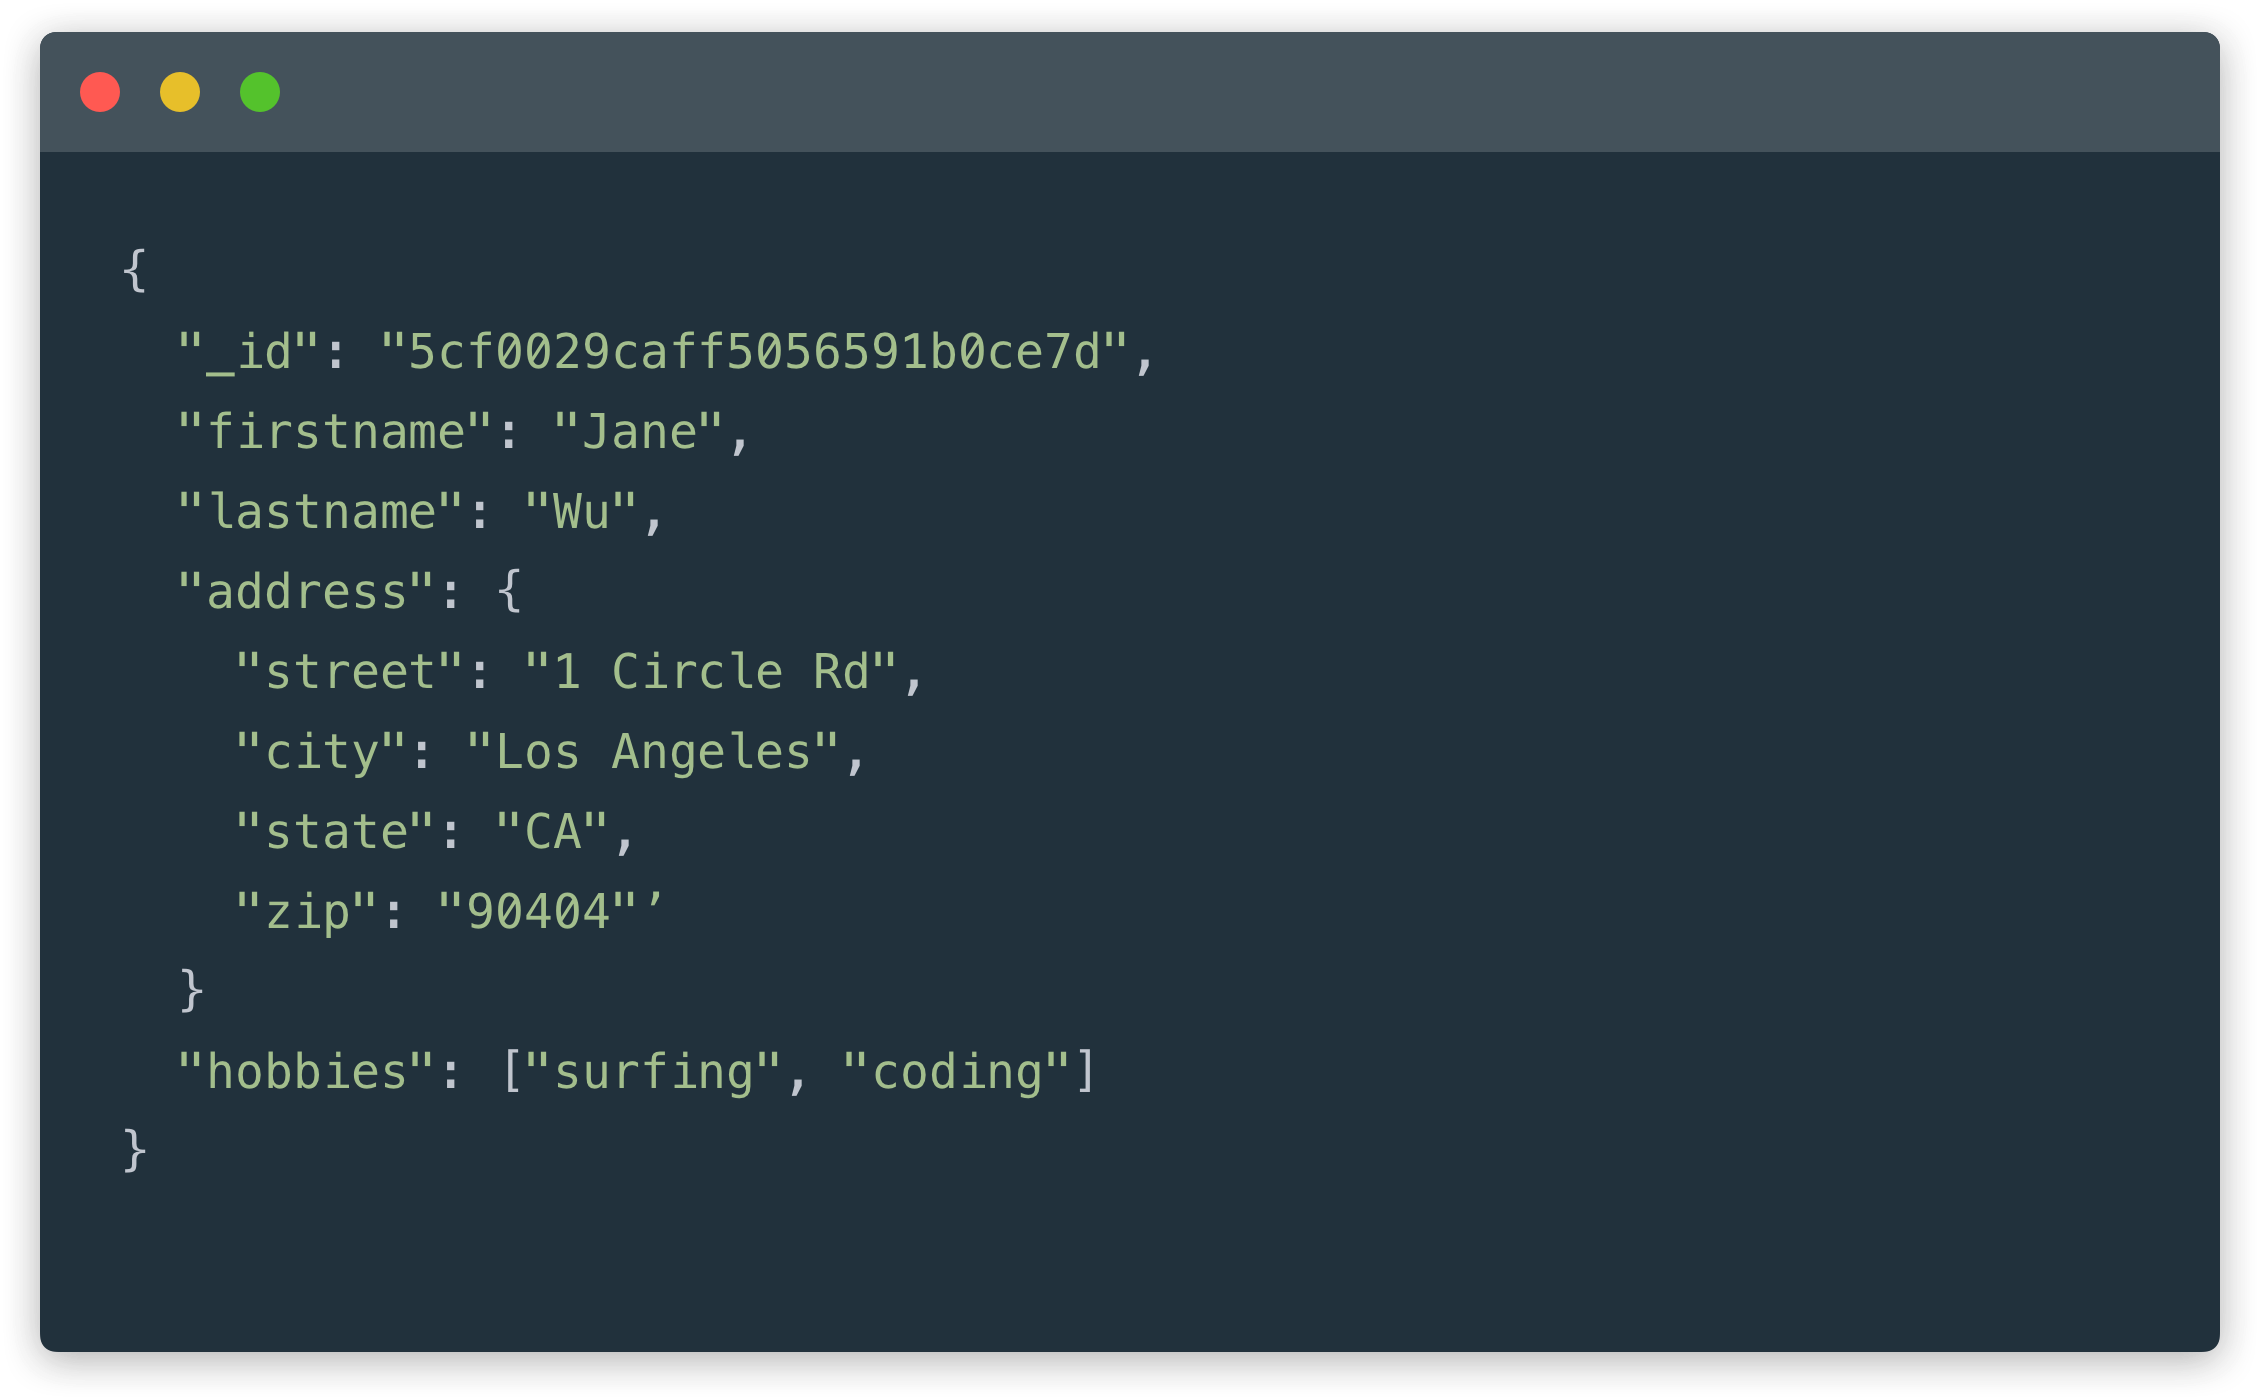 {
  "_id": "5cf0029caff5056591b0ce7d",
  "firstname": "Jane",
  "lastname": "Wu",
  "address": {
    "street": "1 Circle Rd",
    "city": "Los Angeles",
    "state": "CA",
    "zip": "90404"’
  }
  "hobbies": ["surfing", "coding"]
}